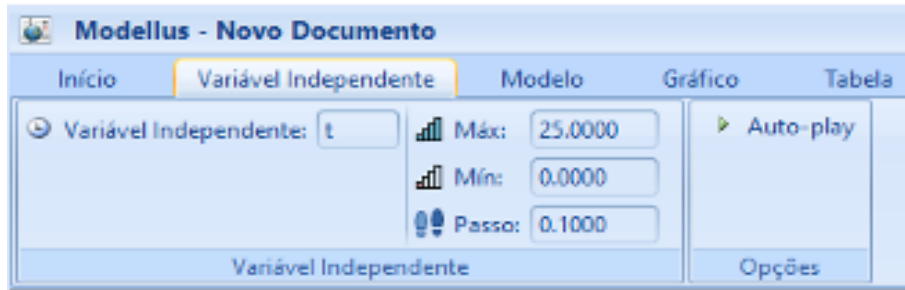 Modellus - Novo Documento
Início Variável Independente Modelo Gráfico Tabela
Variável Independente: t Máx: 25.0000 Auto-play
Mín: 0.0000
Passo: 0.1000
Variável Independente Opções